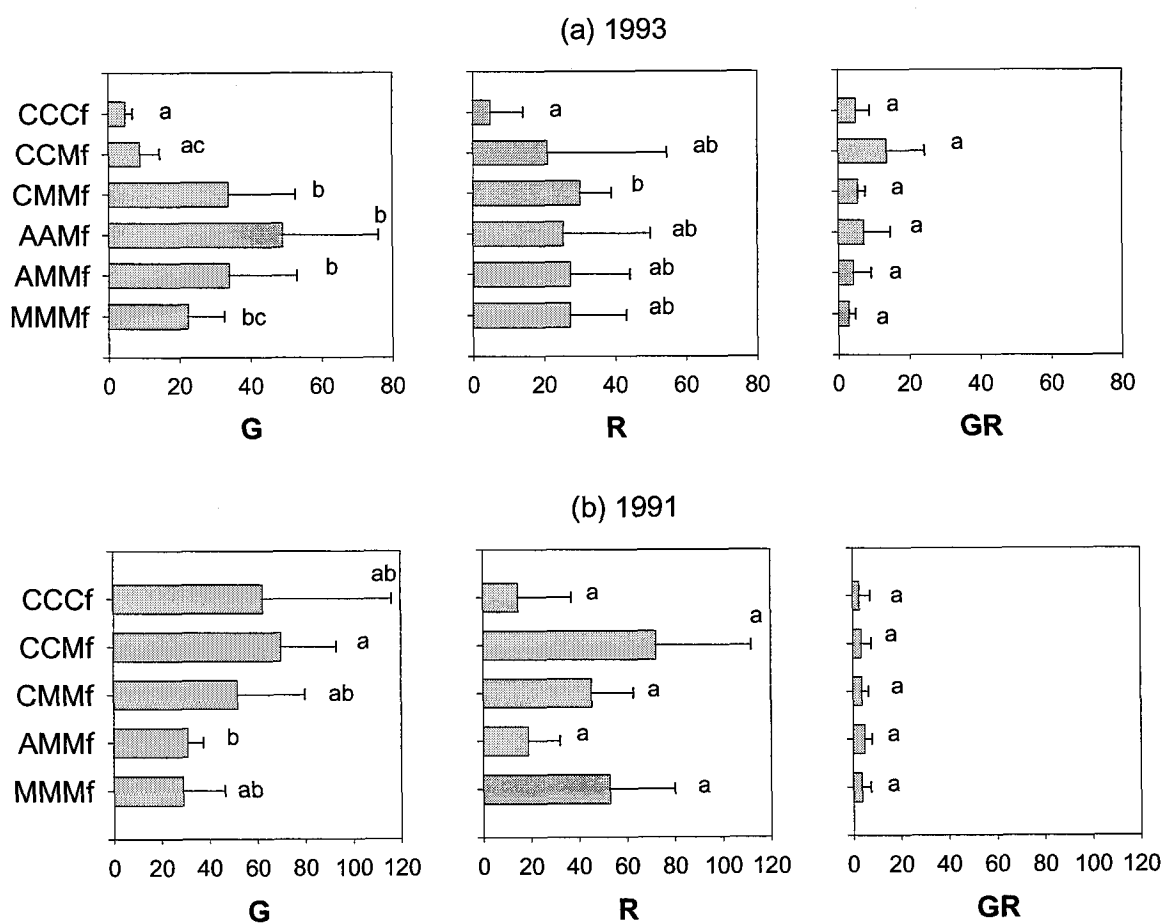 (a) 1993
CCCf a a a
CCMf ac ab a
CMMf b b a
AAMf b ab a
AMMf b ab a
MMMf bc ab a
0 20 40 60 80 0 20 40 60 80 0 20 40 60 80
G R GR
(b) 1991
CCCf ab a a
CCMf a a a
CMMf ab a a
AMMf b a a
MMMf ab a a
0 20 40 60 80 100 120 0 20 40 60 80 100 120 0 20 40 60 80 100 120
G R GR